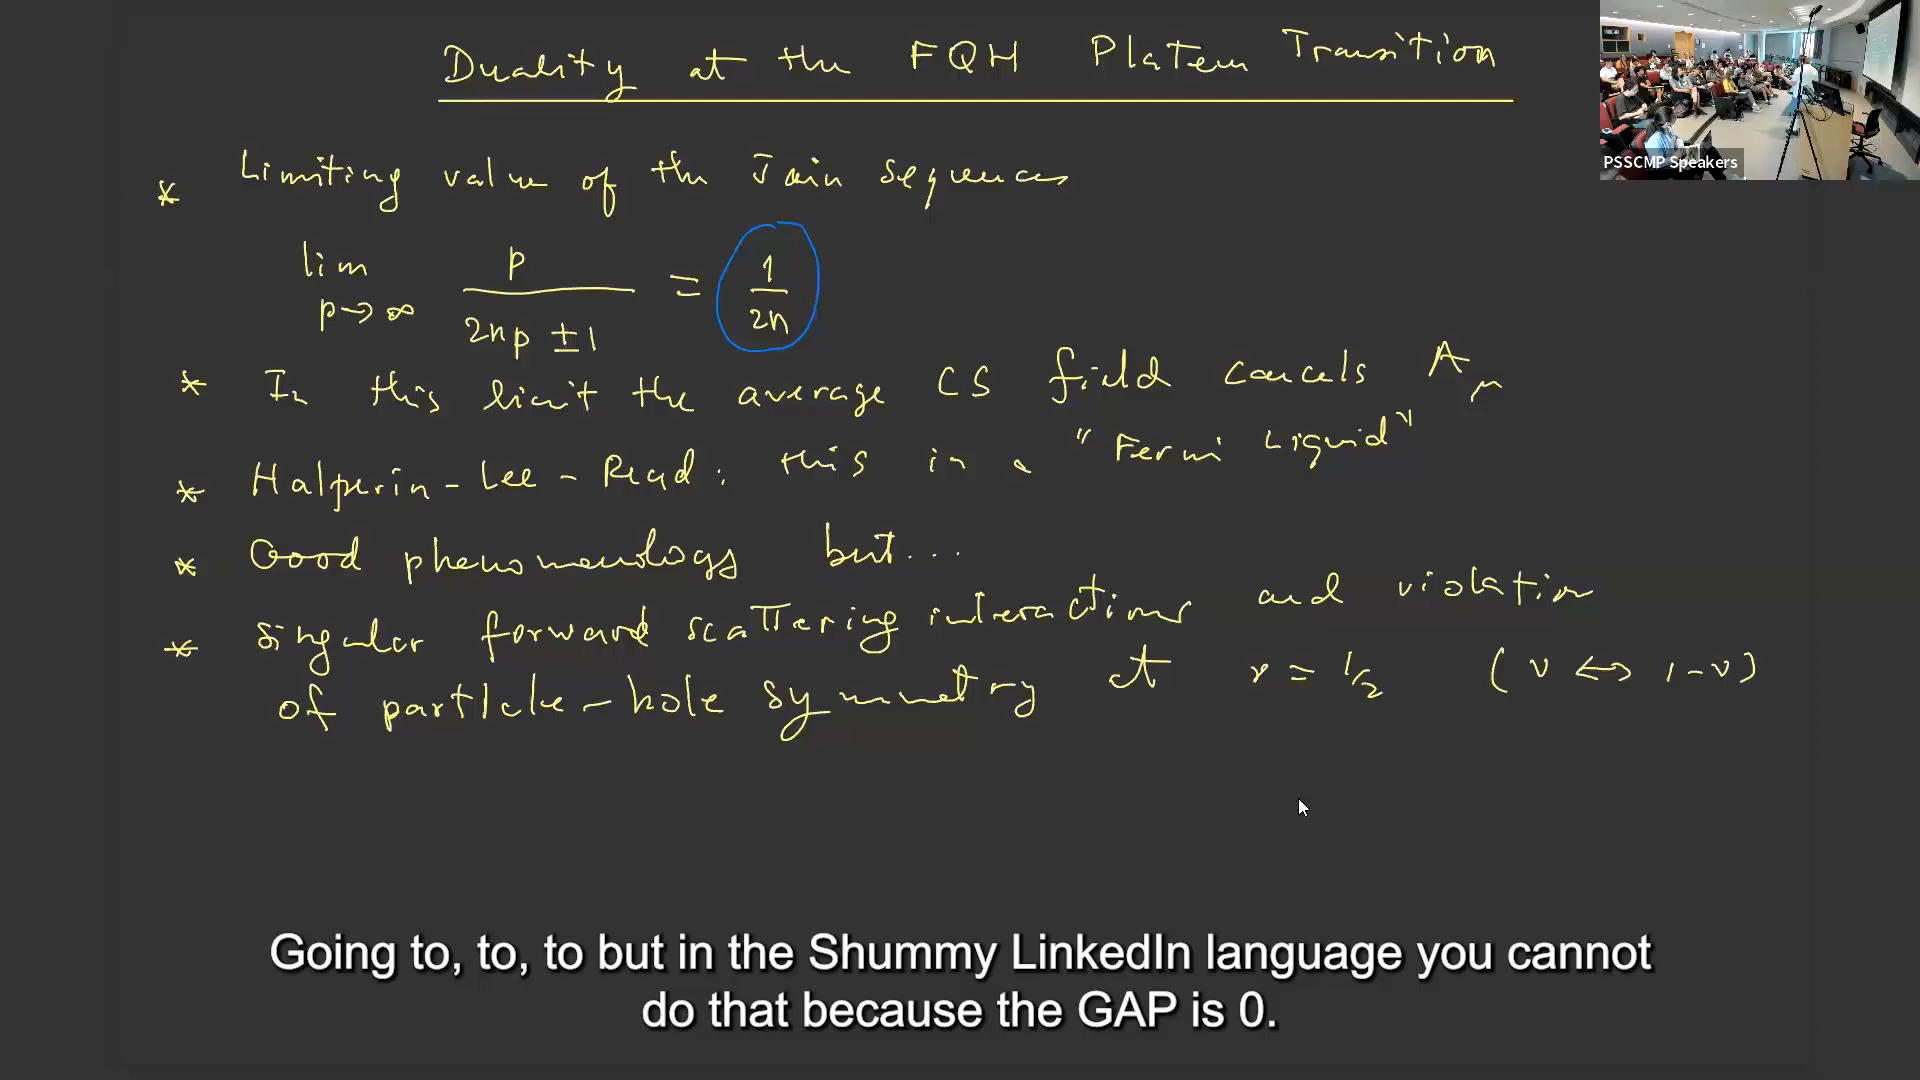 Duality at the FQH Plateau Transition
PSSCMP Speakers
* Limiting value of the Jain sequences
lim p→∞ p / (2np ± 1) = 1 / 2n
* In this limit the average CS field cancels Aμ
* Halperin-Lee-Read: this is a "Fermi Liquid"
* Good phenomenology but...
* Singular forward scattering interactions and violation
of particle-hole symmetry at ν = 1/2 (ν ↔ 1-ν)
Going to, to, to but in the Shummy LinkedIn language you cannot
do that because the GAP is 0.